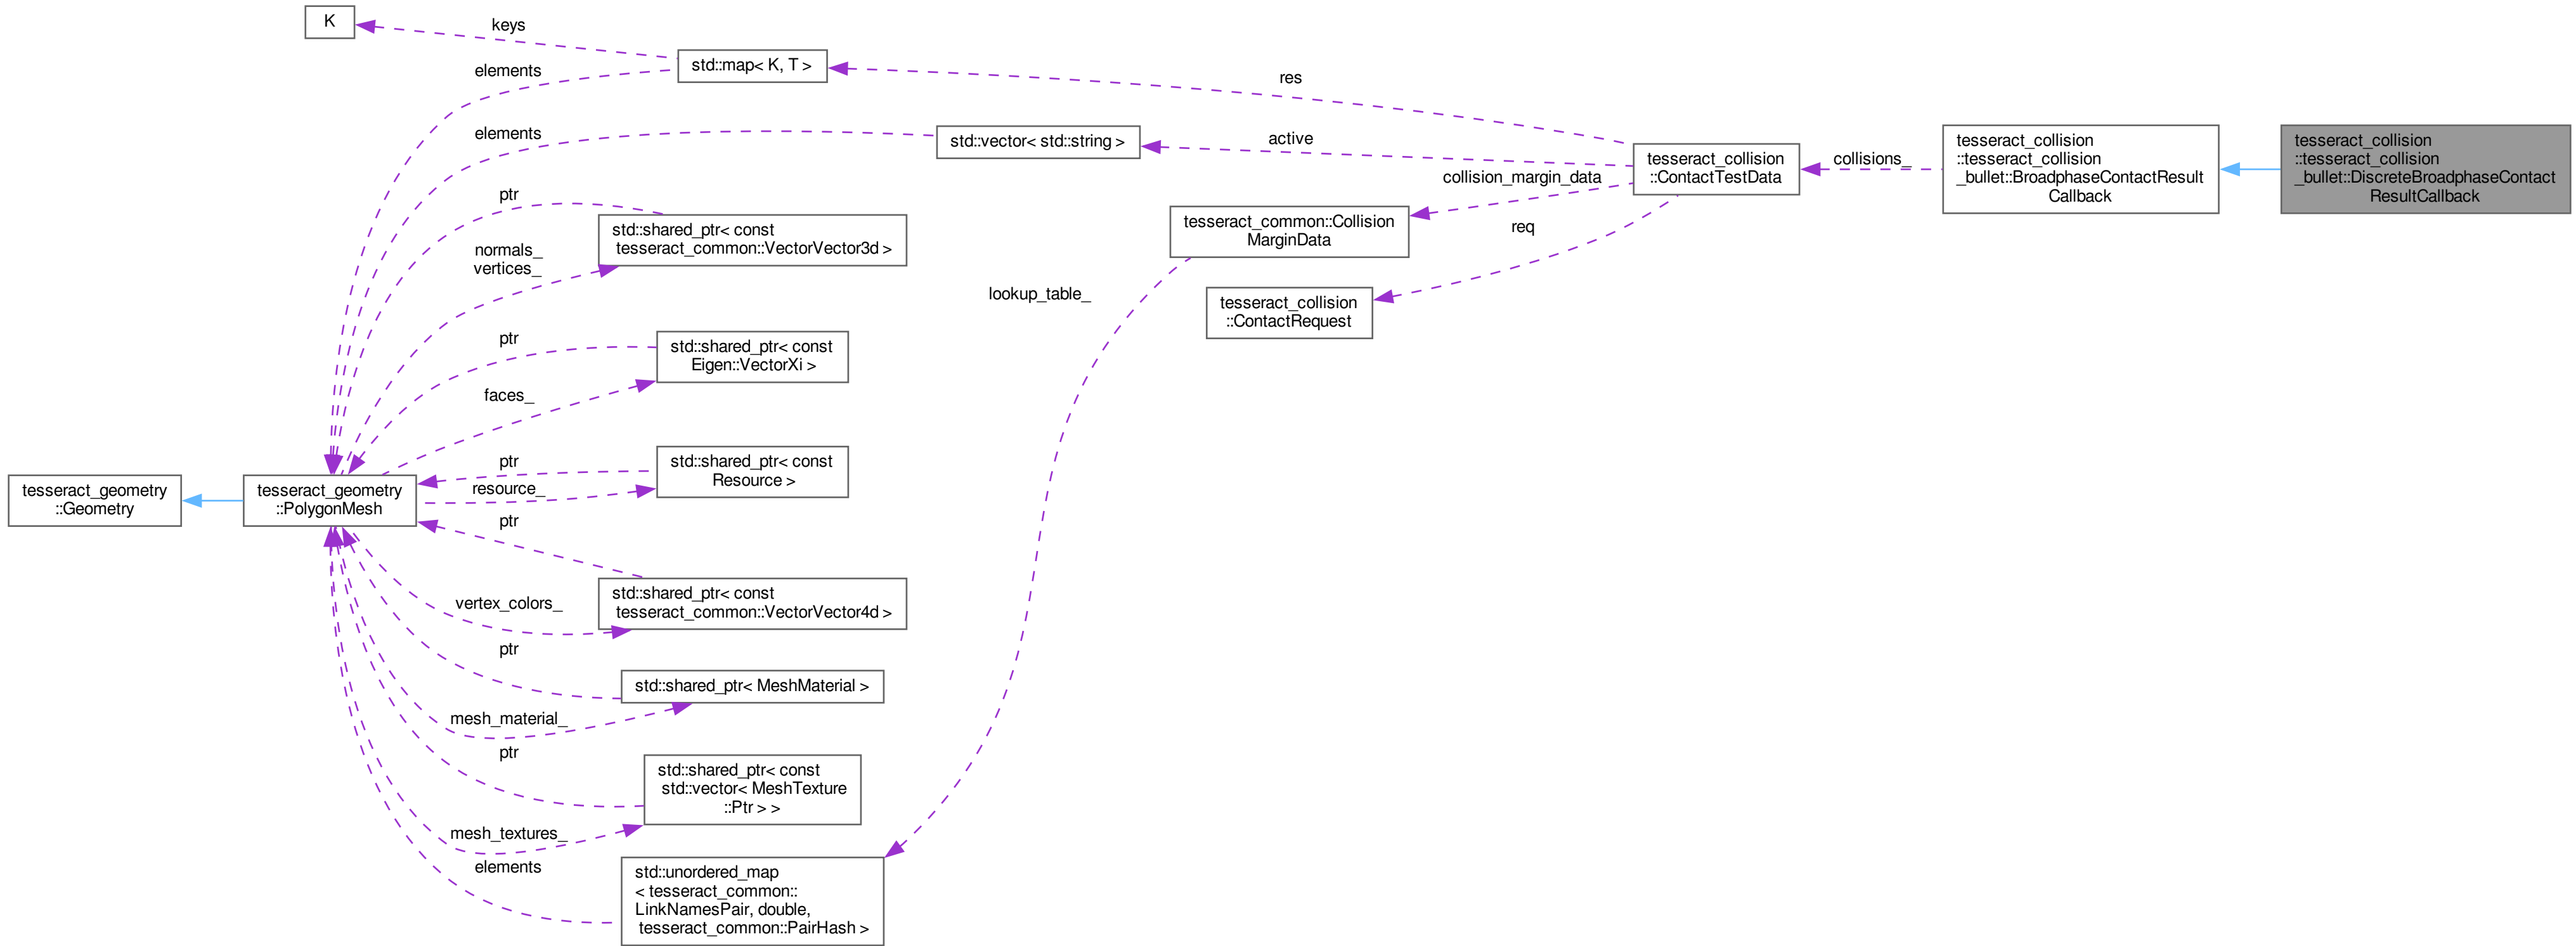 K
keys
std::map< K, T >
elements
res
elements
std::vector< std::string >
active
tesseract_collision
::ContactTestData
collisions_
tesseract_collision
::tesseract_collision
_bullet::BroadphaseContactResult
Callback
tesseract_collision
::tesseract_collision
_bullet::DiscreteBroadphaseContact
ResultCallback
collision_margin_data
ptr
std::shared_ptr< const
tesseract_common::VectorVector3d >
tesseract_common::Collision
MarginData
req
normals_
vertices_
lookup_table_
tesseract_collision
::ContactRequest
ptr
std::shared_ptr< const
Eigen::VectorXi >
faces_
ptr
std::shared_ptr< const
Resource >
resource_
tesseract_geometry
::Geometry
tesseract_geometry
::PolygonMesh
ptr
std::shared_ptr< const
tesseract_common::VectorVector4d >
vertex_colors_
ptr
std::shared_ptr< MeshMaterial >
mesh_material_
ptr
std::shared_ptr< const
std::vector< MeshTexture
::Ptr > >
mesh_textures_
elements
std::unordered_map
< tesseract_common::
LinkNamesPair, double,
tesseract_common::PairHash >